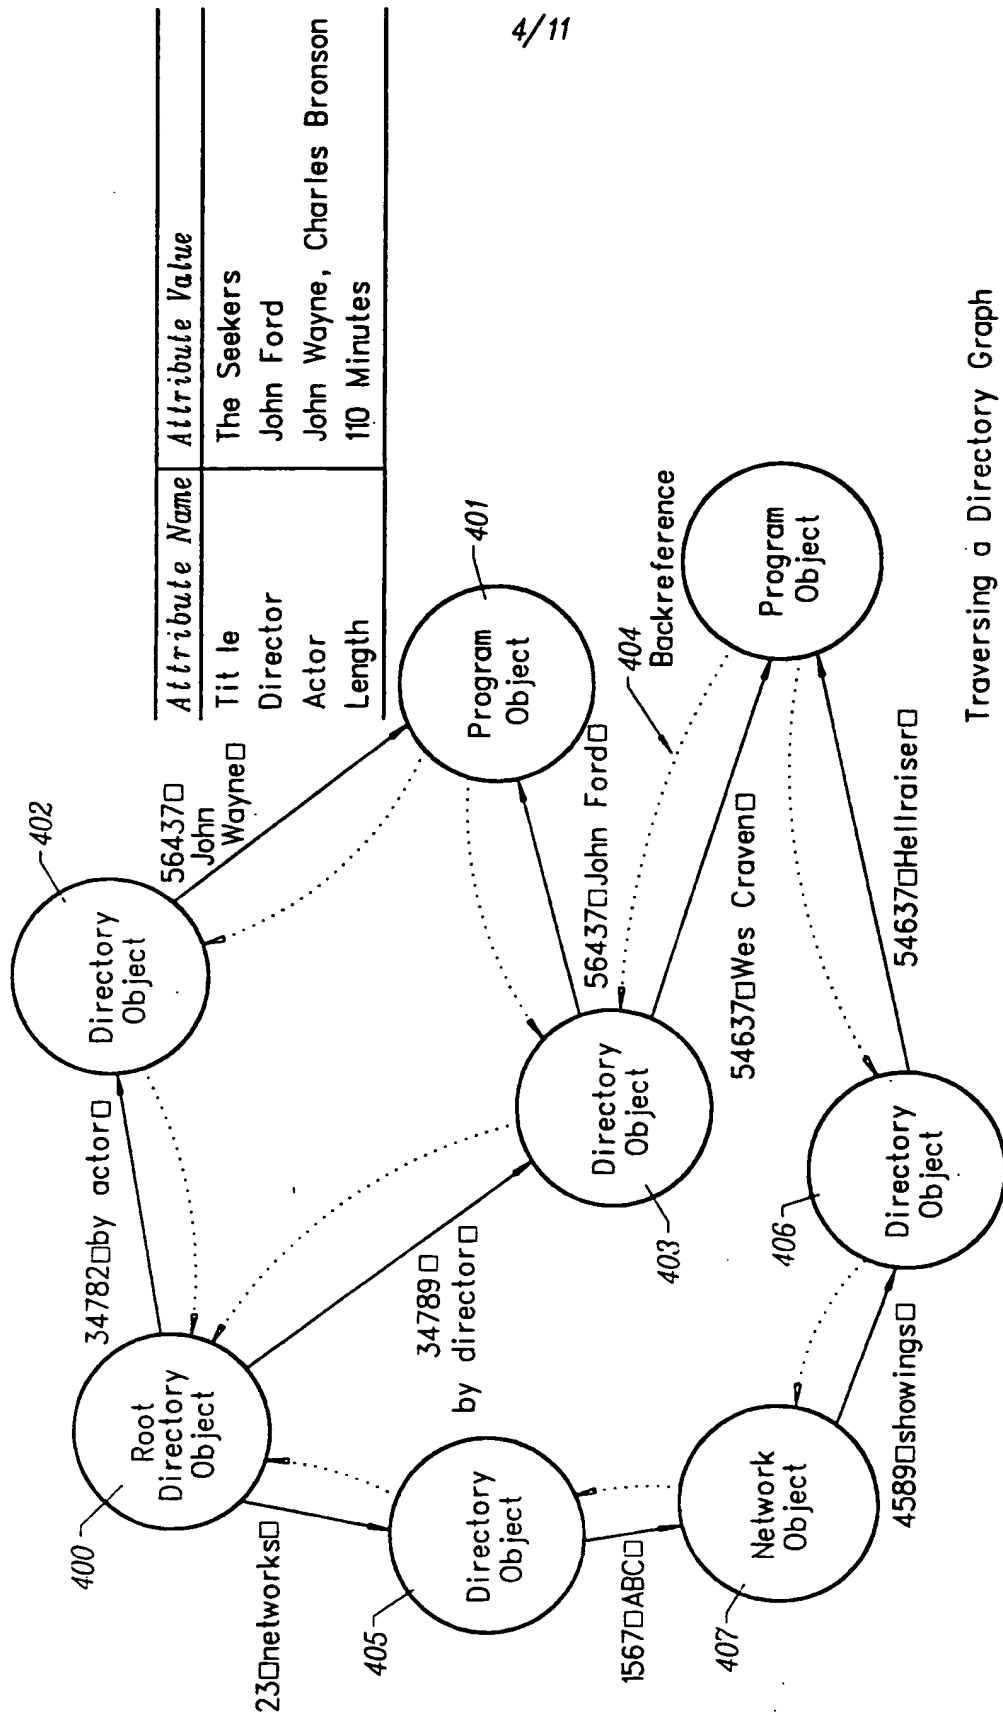 4/11
Attribute Name Attribute Value
Tit le The Seekers
Director John Ford
Actor John Wayne, Charles Bronson
Length 110 Minutes
402
Directory
Object
56437□
John
Wayne□
401
Program
Object
34782□by actor□
400
Root
Directory
Object
34789□
by director□
403
Directory
Object
56437□John Ford□
404
Backreference
54637□Wes Craven□
Program
Object
23□networks□
405
Directory
Object
1567□ABC□
407
Network
Object
4589□showings□
406
Directory
Object
54637□Hellraiser□
Traversing a Directory Graph